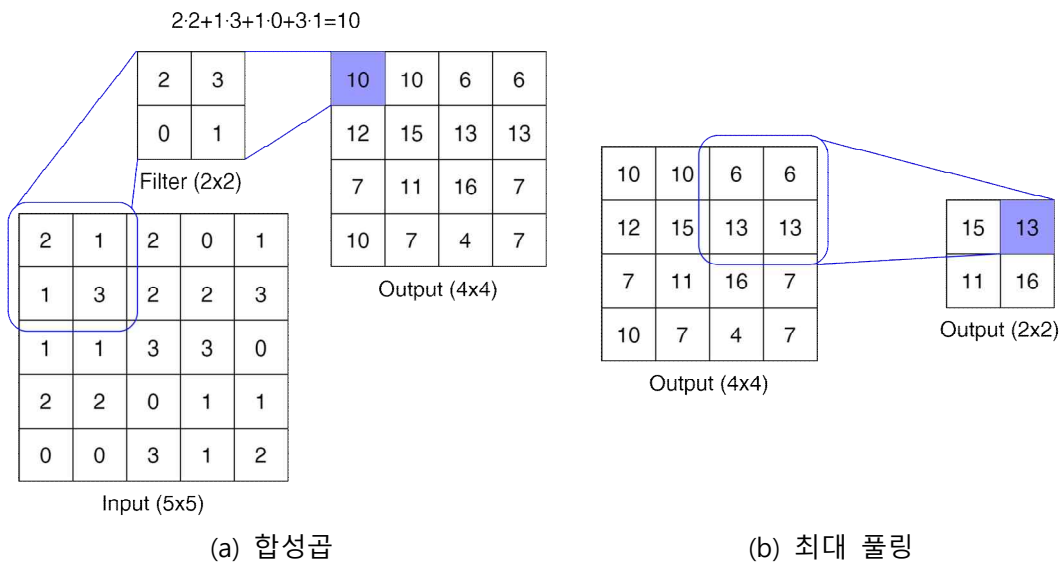 2·2+1·3+1·0+3·1=10
2 3
0 1
Filter (2x2)
10 10 6 6
12 15 13 13
7 11 16 7
10 7 4 7
Output (4x4)
2 1 2 0 1
1 3 2 2 3
1 1 3 3 0
2 2 0 1 1
0 0 3 1 2
Input (5x5)
(a) 합성곱
10 10 6 6
12 15 13 13
7 11 16 7
10 7 4 7
Output (4x4)
15 13
11 16
Output (2x2)
(b) 최대 풀링